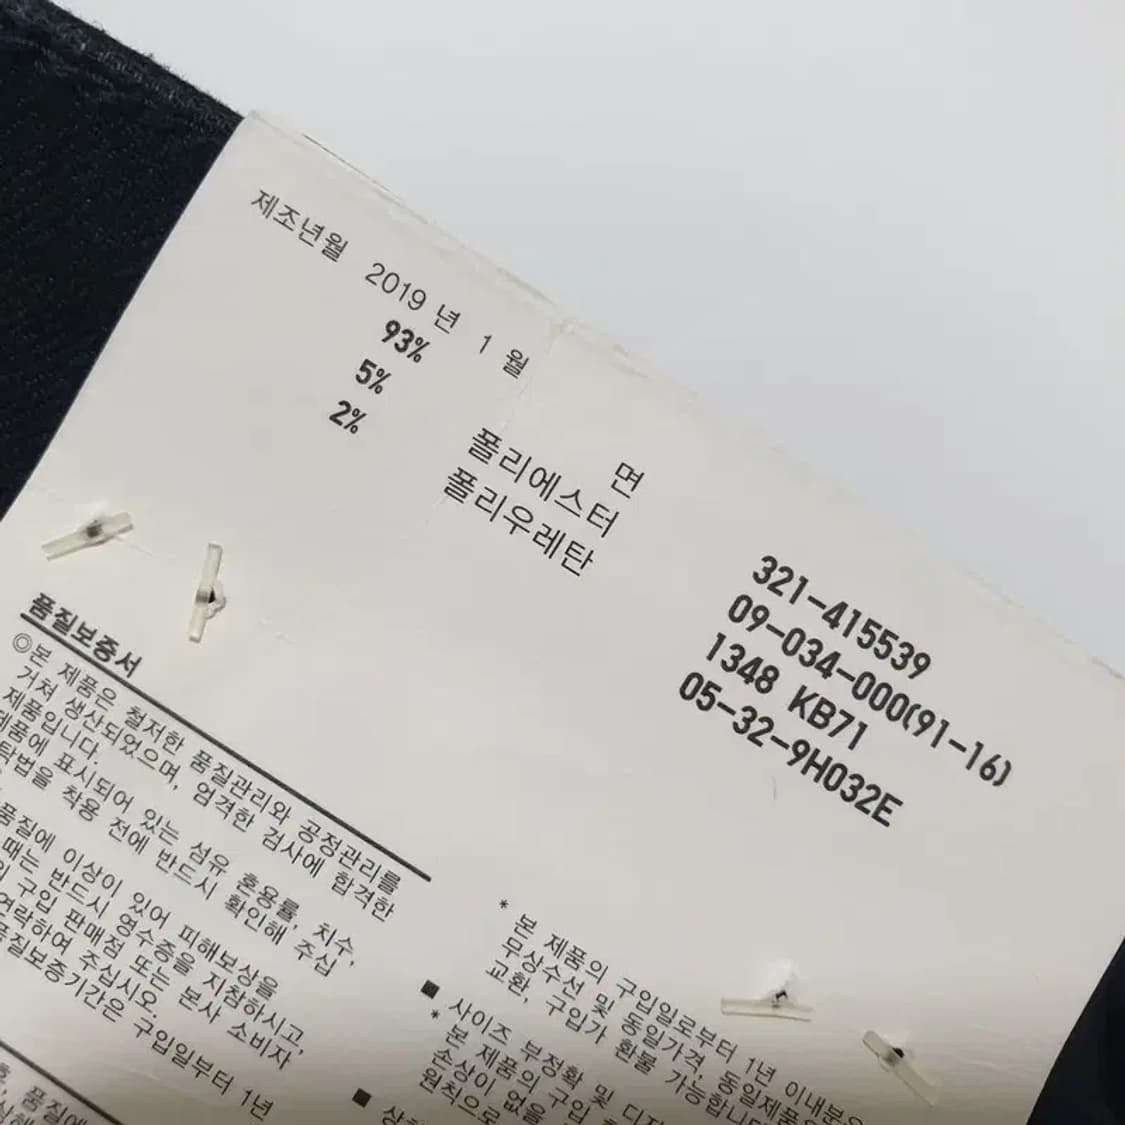 제조년월 2019 년 1 월
93% 면
5% 폴리에스터
2% 폴리우레탄
321-415539
09-034-000(91-16)
1348 KB71
05-32-9H032E
품질보증서
◎본 제품은 철저한 품질관리와 공정관리를
거쳐 생산되었으며, 엄격한 검사에 합격한
제품입니다.
표시되어 있는 섬유 혼용률, 치수,
착용 전에 반드시 확인해 주십
품질에 이상이 있어 피해보상을
때는 반드시 영수증을 지참하시고,
구입 판매점 또는 본사 소비자
연락하여 주십시오.
품질보증기간은 구입일부터 1년
* 본 제품의 구입일로부터 1년 이내분은
무상수선 및 동일가격, 동일제품으
교환, 구입가 환불 가능합니다
■ 사이즈 부정확 및 디자
* 본 제품의 구입
손상이 없을
원칙으로
■
품질에